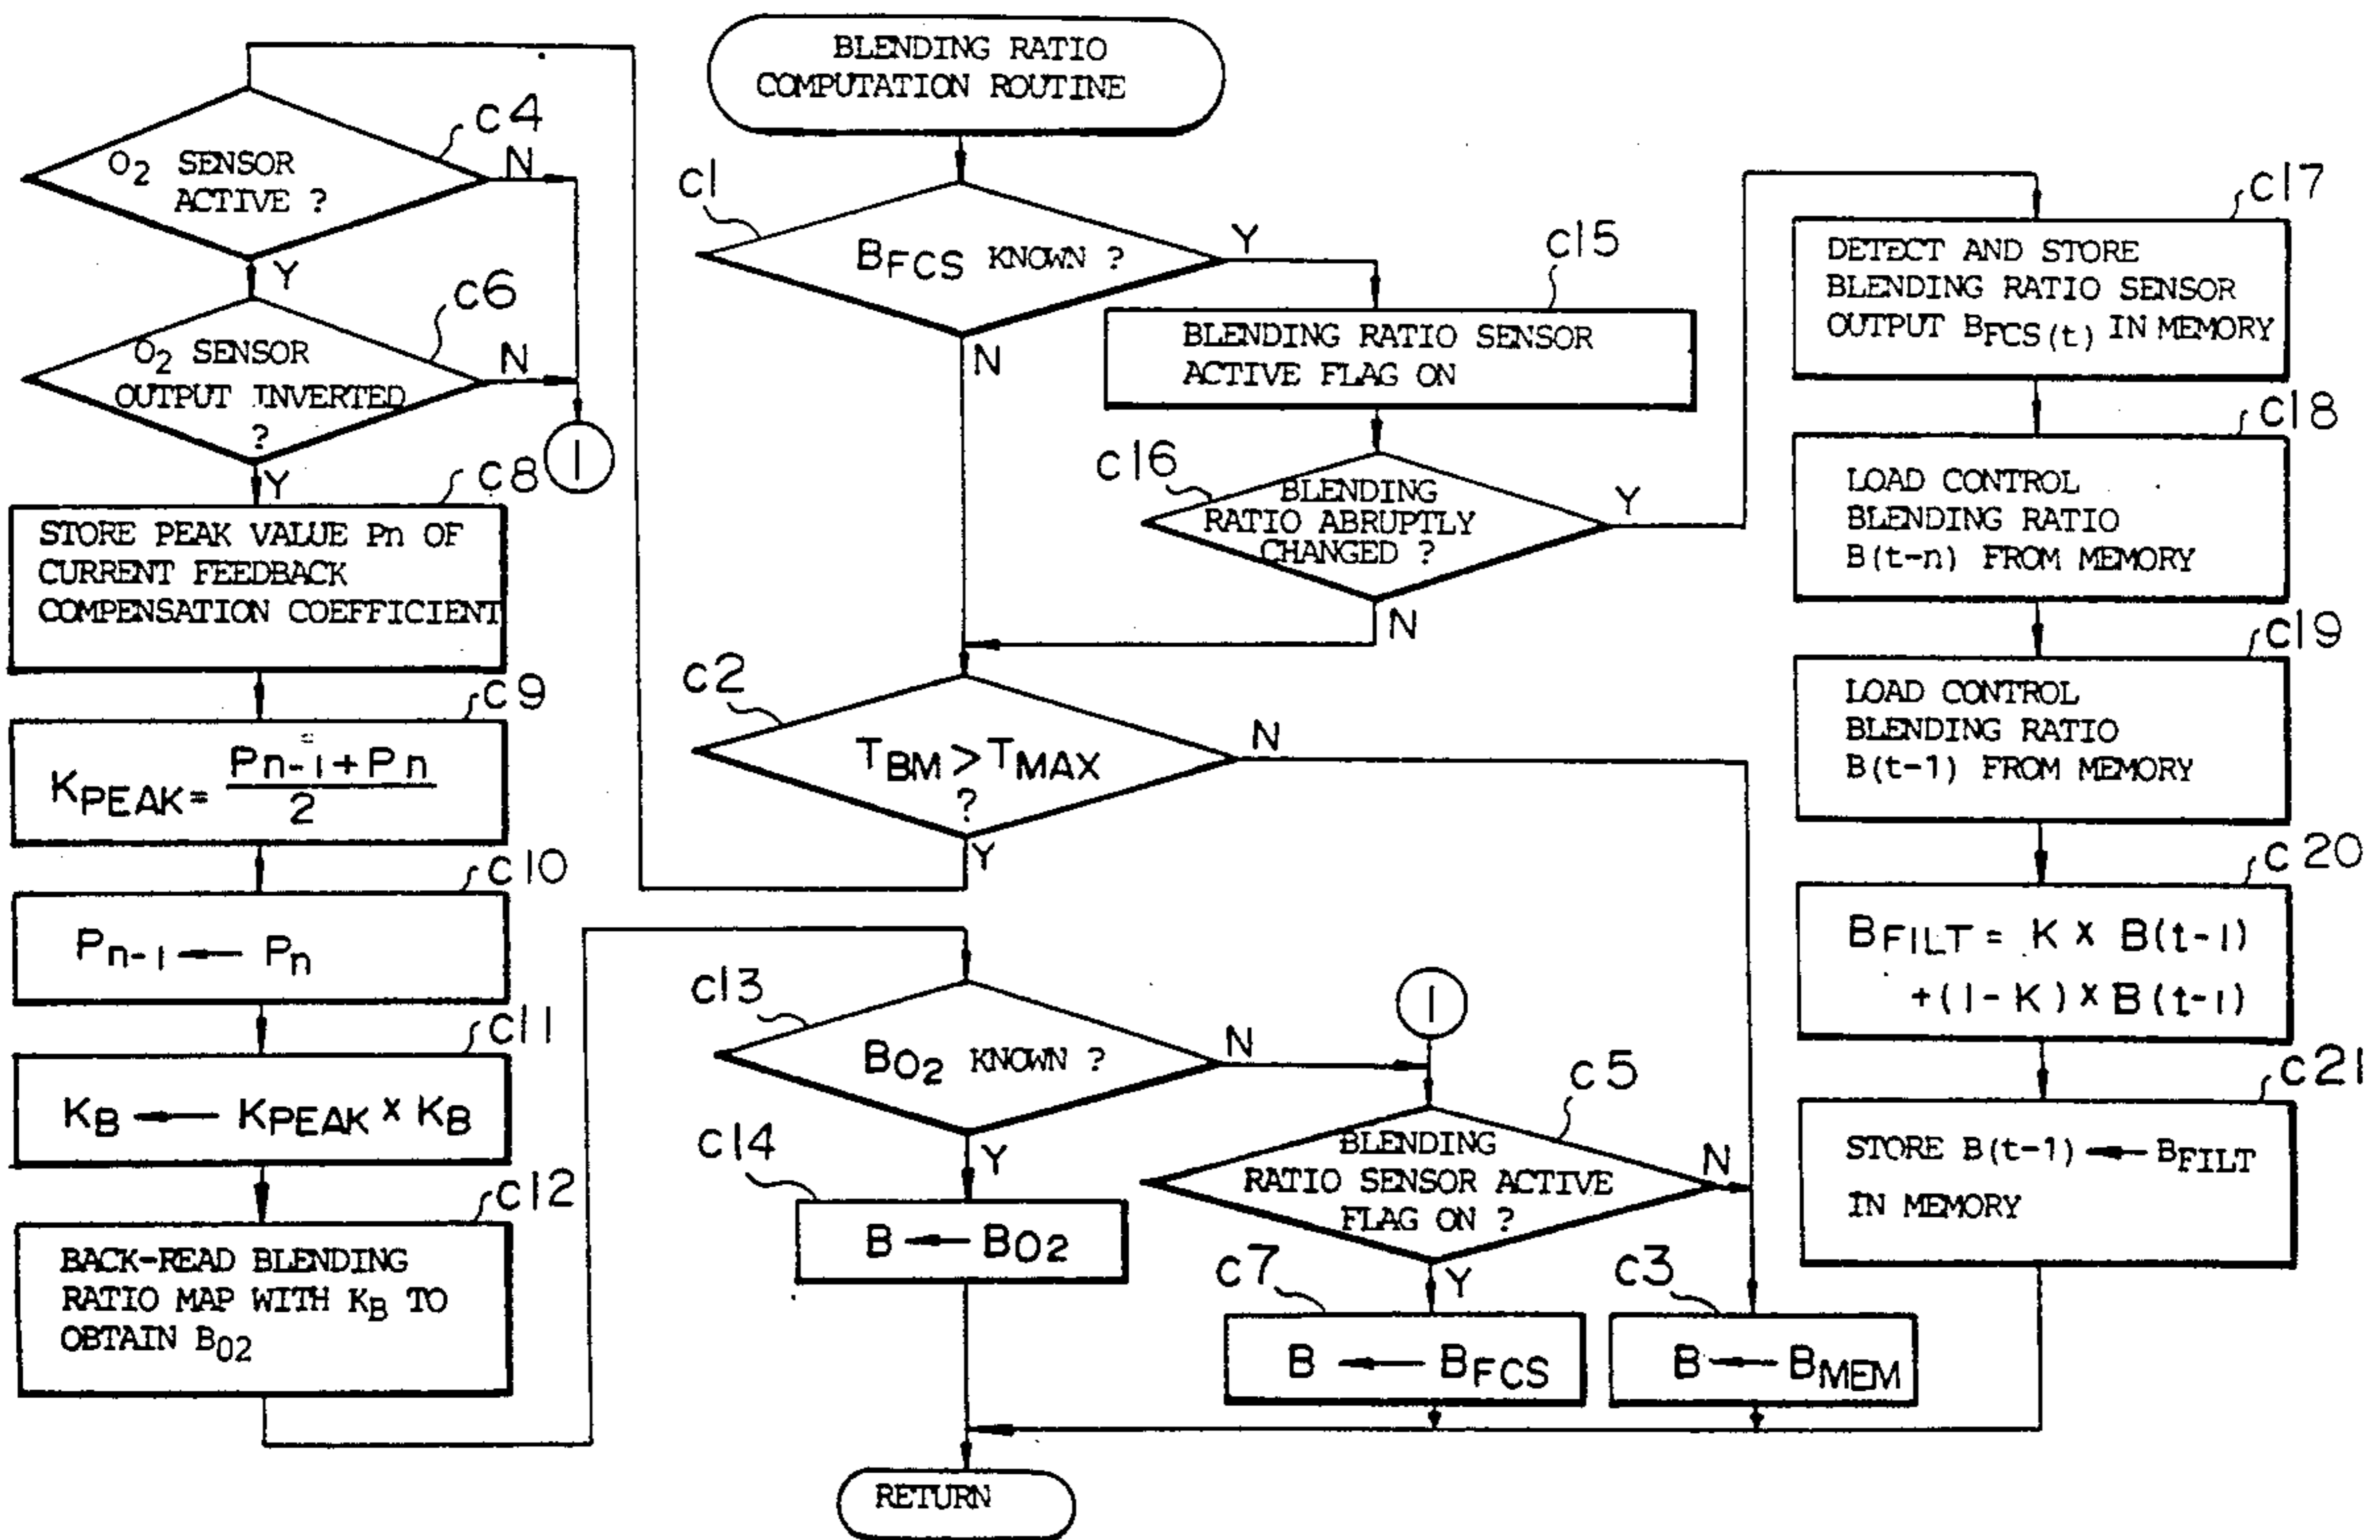 BLENDING RATIO
COMPUTATION ROUTINE
c1
BFCS KNOWN ?
Y
N
c15
BLENDING RATIO SENSOR
ACTIVE FLAG ON
c16
BLENDING
RATIO ABRUPTLY
CHANGED ?
Y
N
c2
TBM > TMAX
?
N
Y
c4
O2 SENSOR
ACTIVE ?
N
Y
c6
O2 SENSOR
OUTPUT INVERTED
?
N
Y
1
c8
STORE PEAK VALUE Pn OF
CURRENT FEEDBACK
COMPENSATION COEFFICIENT
c9
KPEAK = Pn-1 + Pn
2
c10
Pn-1 ← Pn
c11
KB ← KPEAK x KB
c12
BACK-READ BLENDING
RATIO MAP WITH KB TO
OBTAIN BO2
c13
BO2 KNOWN ?
N
Y
c14
B ← BO2
1
c5
BLENDING
RATIO SENSOR ACTIVE
FLAG ON ?
N
Y
c7
B ← BFCS
c3
B ← BMEM
c17
DETECT AND STORE
BLENDING RATIO SENSOR
OUTPUT BFCS(t) IN MEMORY
c18
LOAD CONTROL
BLENDING RATIO
B(t-n) FROM MEMORY
c19
LOAD CONTROL
BLENDING RATIO
B(t-1) FROM MEMORY
c20
BFILT = K x B(t-1)
+(1-K) x B(t-1)
c21
STORE B(t-1) ← BFILT
IN MEMORY
RETURN